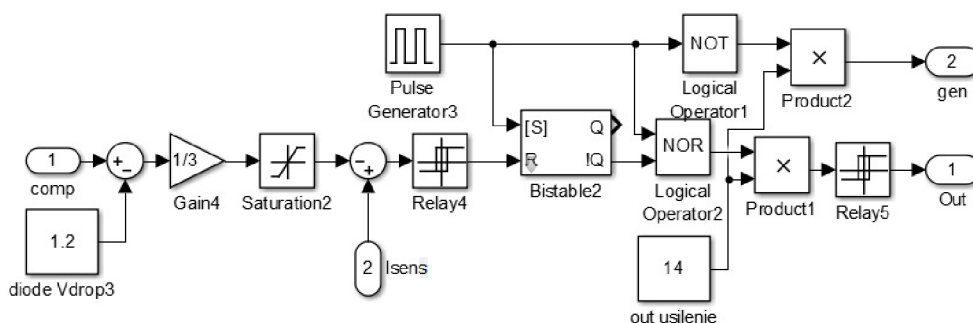 Pulse
Generator3
NOT
Logical
Operator1
×
Product2
2
gen
1
comp
+
−
1/3
Gain4
Saturation2
−
+
Relay4
[S]
Q
R
!Q
Bistable2
NOR
Logical
Operator2
×
Product1
Relay5
1
Out
1.2
diode Vdrop3
2
Isens
14
out usilenie